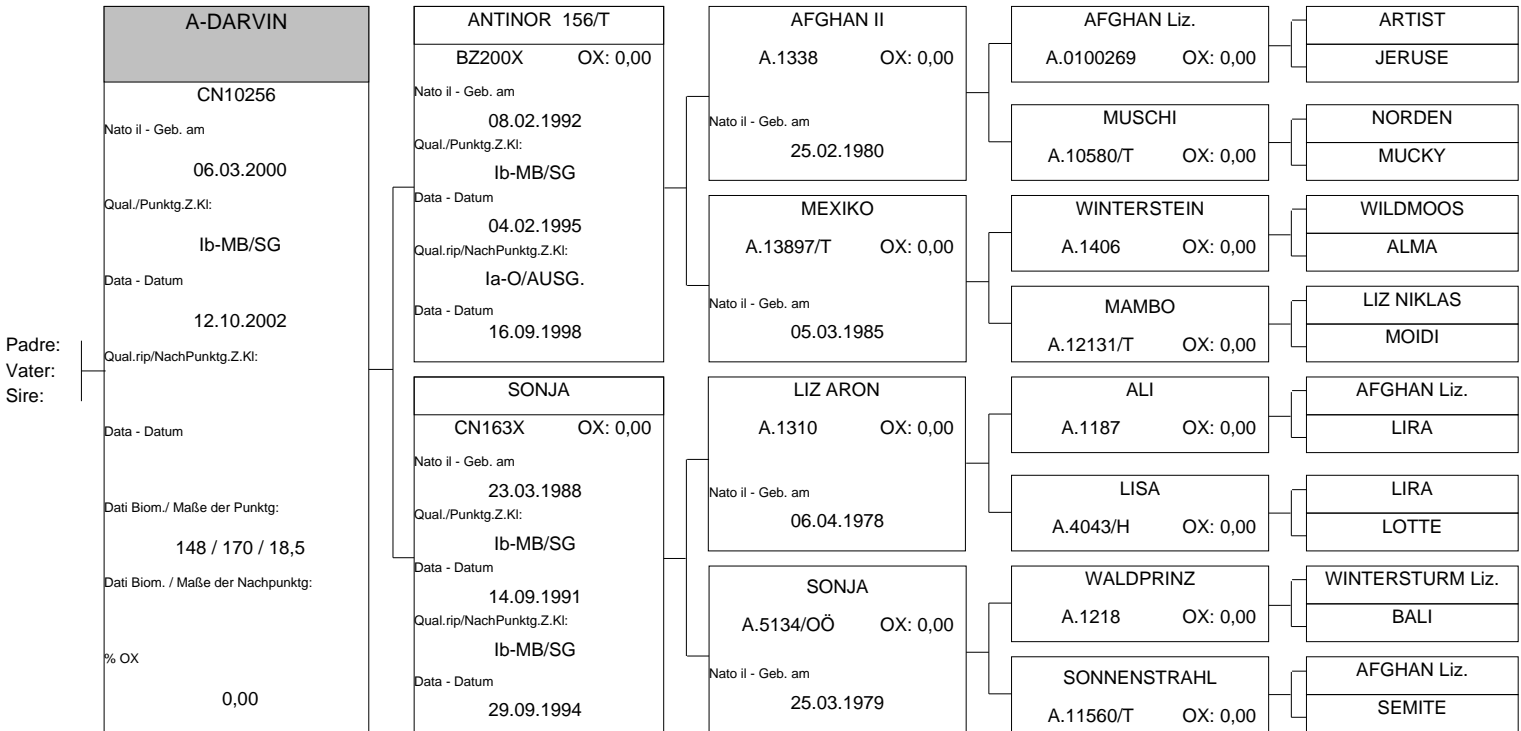 Padre:
Vater:
Sire:
A-DARVIN
CN10256
Nato il - Geb. am
06.03.2000
Qual./Punktg.Z.Kl:
Ib-MB/SG
Data - Datum
12.10.2002
Qual.rip/NachPunktg.Z.Kl:
Data - Datum
Dati Biom./ Maße der Punktg:
148 / 170 / 18,5
Dati Biom. / Maße der Nachpunktg:
% OX
0,00
ANTINOR 156/T
BZ200X OX: 0,00
Nato il - Geb. am
08.02.1992
Qual./Punktg.Z.Kl:
Ib-MB/SG
Data - Datum
04.02.1995
Qual.rip/NachPunktg.Z.Kl:
Ia-O/AUSG.
Data - Datum
16.09.1998
SONJA
CN163X OX: 0,00
Nato il - Geb. am
23.03.1988
Qual./Punktg.Z.Kl:
Ib-MB/SG
Data - Datum
14.09.1991
Qual.rip/NachPunktg.Z.Kl:
Ib-MB/SG
Data - Datum
29.09.1994
AFGHAN II
A.1338 OX: 0,00
Nato il - Geb. am
25.02.1980
MEXIKO
A.13897/T OX: 0,00
Nato il - Geb. am
05.03.1985
LIZ ARON
A.1310 OX: 0,00
Nato il - Geb. am
06.04.1978
SONJA
A.5134/OÖ OX: 0,00
Nato il - Geb. am
25.03.1979
AFGHAN Liz.
A.0100269 OX: 0,00
MUSCHI
A.10580/T OX: 0,00
WINTERSTEIN
A.1406 OX: 0,00
MAMBO
A.12131/T OX: 0,00
ALI
A.1187 OX: 0,00
LISA
A.4043/H OX: 0,00
WALDPRINZ
A.1218 OX: 0,00
SONNENSTRAHL
A.11560/T OX: 0,00
ARTIST
JERUSE
NORDEN
MUCKY
WILDMOOS
ALMA
LIZ NIKLAS
MOIDI
AFGHAN Liz.
LIRA
LIRA
LOTTE
WINTERSTURM Liz.
BALI
AFGHAN Liz.
SEMITE